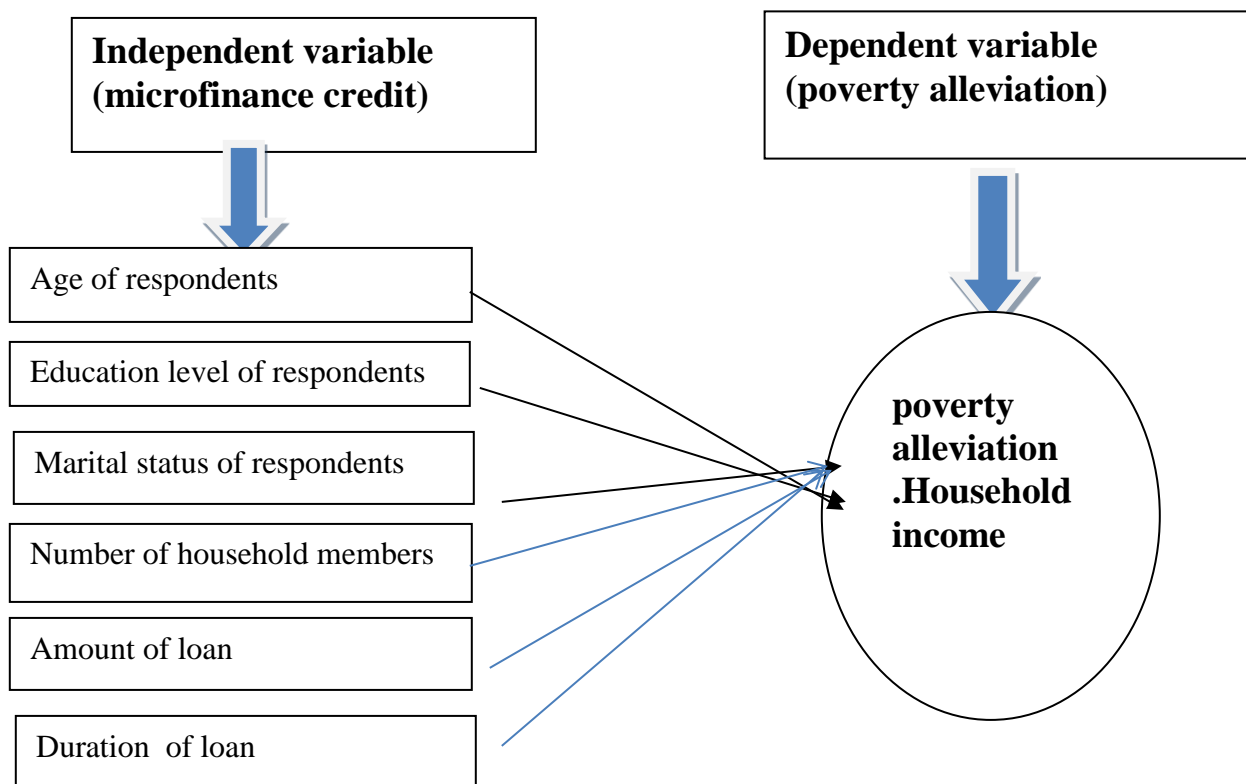 Independent variable
(microfinance credit)
Dependent variable
(poverty alleviation)
Age of respondents
Education level of respondents
Marital status of respondents
Number of household members
Amount of loan
Duration  of loan
poverty
alleviation
.Household
income